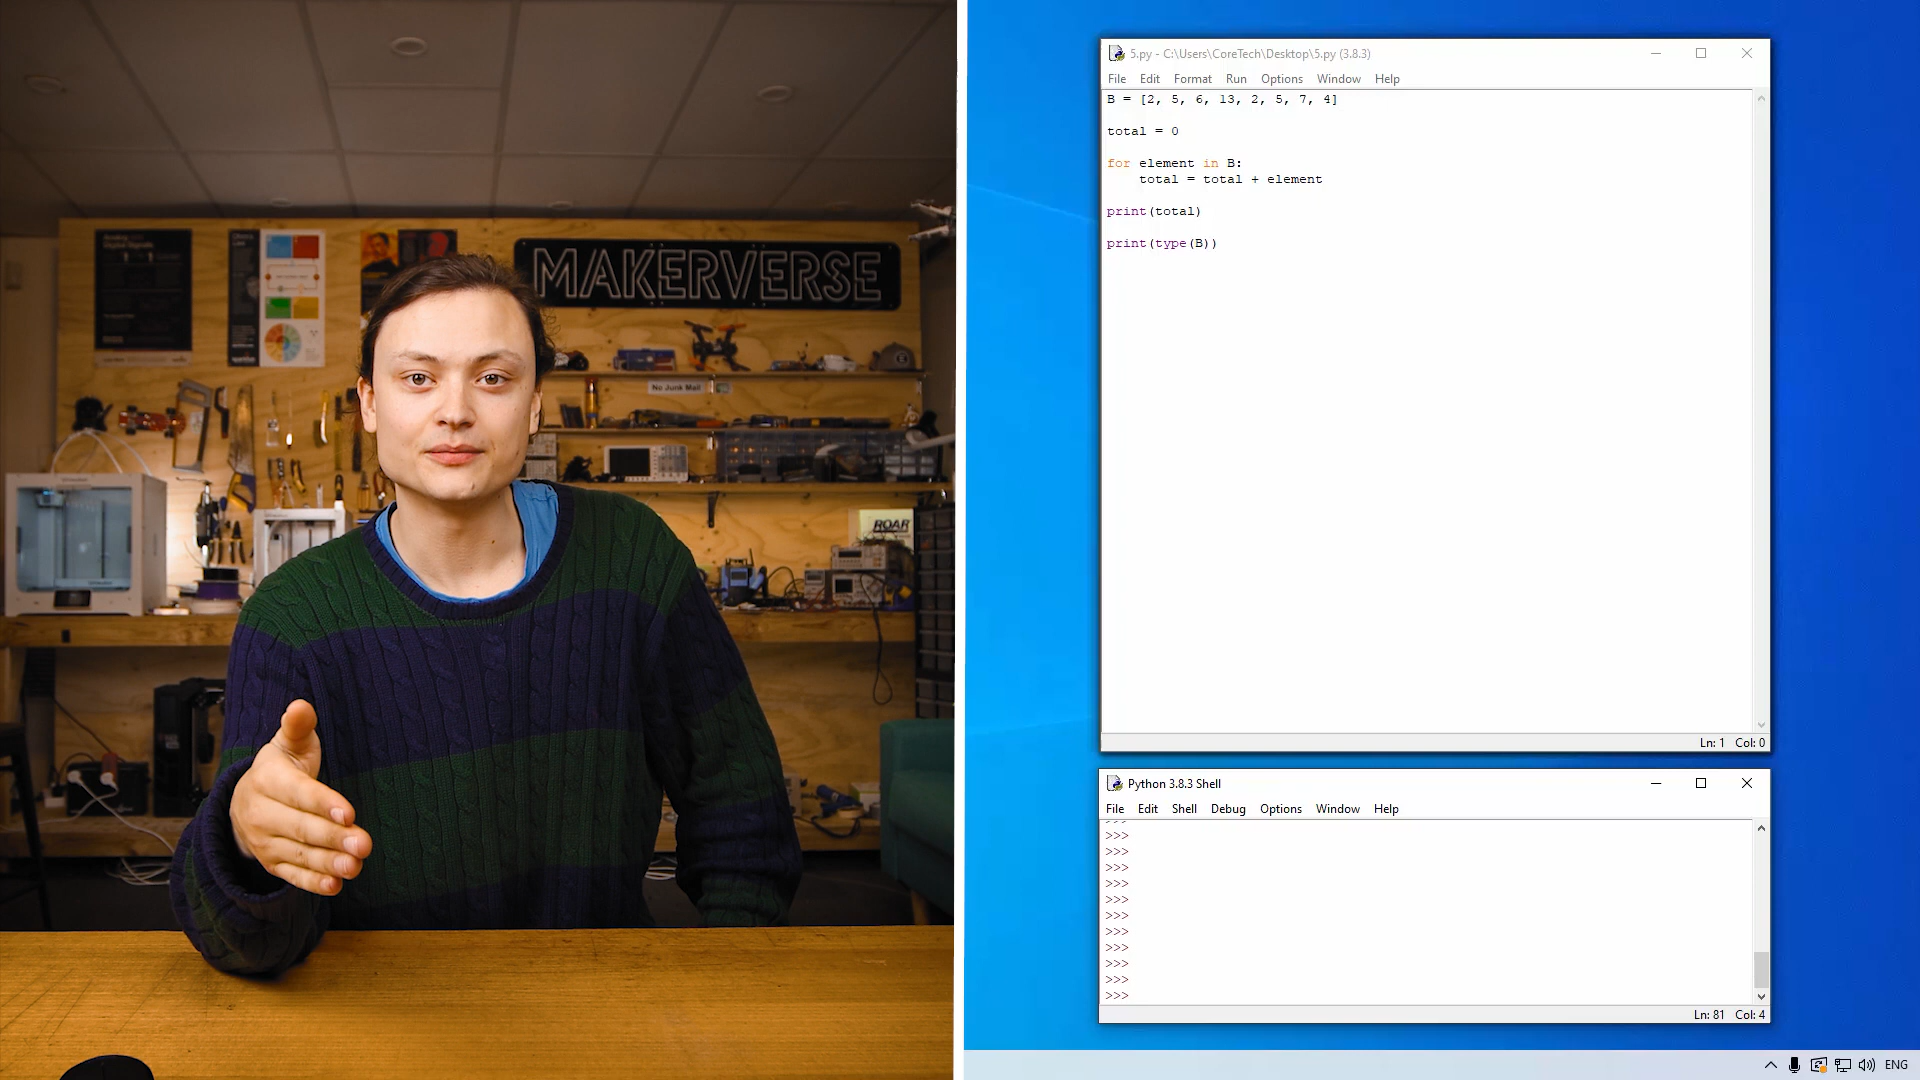 MAKERVERSE
No Junk Mail
ROAR
5.py - C:\Users\CoreTech\Desktop\5.py (3.8.3)
File Edit Format Run Options Window Help
B = [2, 5, 6, 13, 2, 5, 7, 4]
total = 0
for element in B:
total = total + element
print(total)
print(type(B))
Ln: 1 Col: 0
Python 3.8.3 Shell
File Edit Shell Debug Options Window Help
>>>
>>>
>>>
>>>
>>>
>>>
>>>
>>>
>>>
>>>
>>>
Ln: 81 Col: 4
ENG